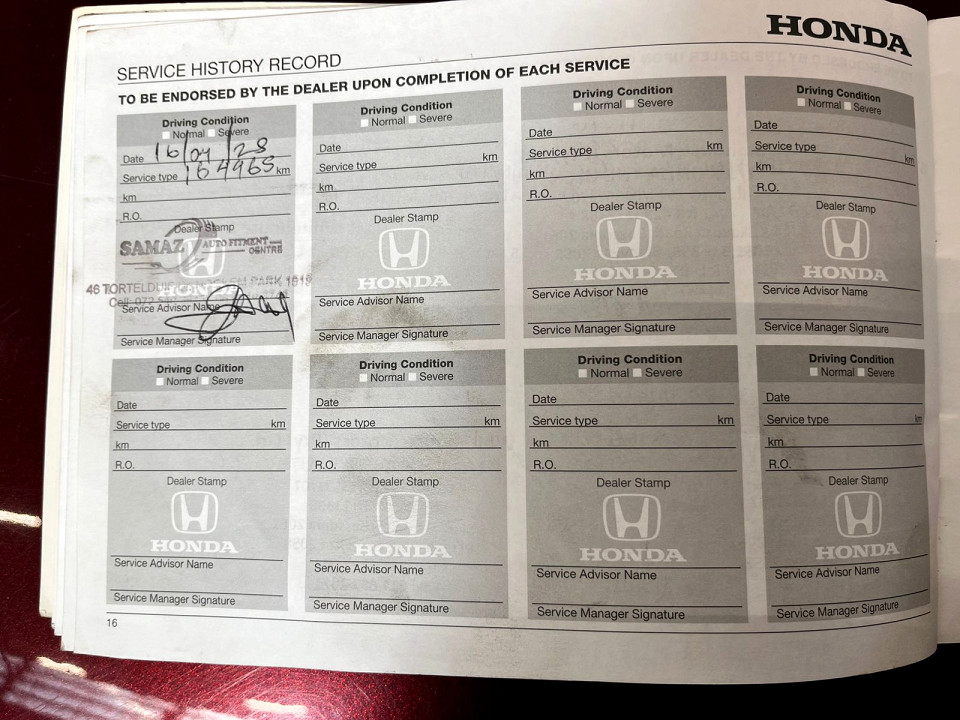 HONDA
SERVICE HISTORY RECORD
TO BE ENDORSED BY THE DEALER UPON COMPLETION OF EACH SERVICE
Driving Condition
Normal Severe
Date 16/04/23
Service type 164965 km
km
R.O.
Dealer Stamp
SAMAZ AUTO FITMENT CENTRE
HONDA
46 PARK 1619
Cell: 072
Service Advisor Name
Service Manager Signature
Driving Condition
Normal Severe
Date
Service type km
km
R.O.
Dealer Stamp
HONDA
Service Advisor Name
Service Manager Signature
Driving Condition
Normal Severe
Date
Service type km
km
R.O.
Dealer Stamp
HONDA
Service Advisor Name
Service Manager Signature
Driving Condition
Normal Severe
Date
Service type km
km
R.O.
Dealer Stamp
HONDA
Service Advisor Name
Service Manager Signature
Driving Condition
Normal Severe
Date
Service type km
km
R.O.
Dealer Stamp
HONDA
Service Advisor Name
Service Manager Signature
Driving Condition
Normal Severe
Date
Service type km
km
R.O.
Dealer Stamp
HONDA
Service Advisor Name
Service Manager Signature
Driving Condition
Normal Severe
Date
Service type km
km
R.O.
Dealer Stamp
HONDA
Service Advisor Name
Service Manager Signature
Driving Condition
Normal Severe
Date
Service type km
km
R.O.
Dealer Stamp
HONDA
Service Advisor Name
Service Manager Signature
16